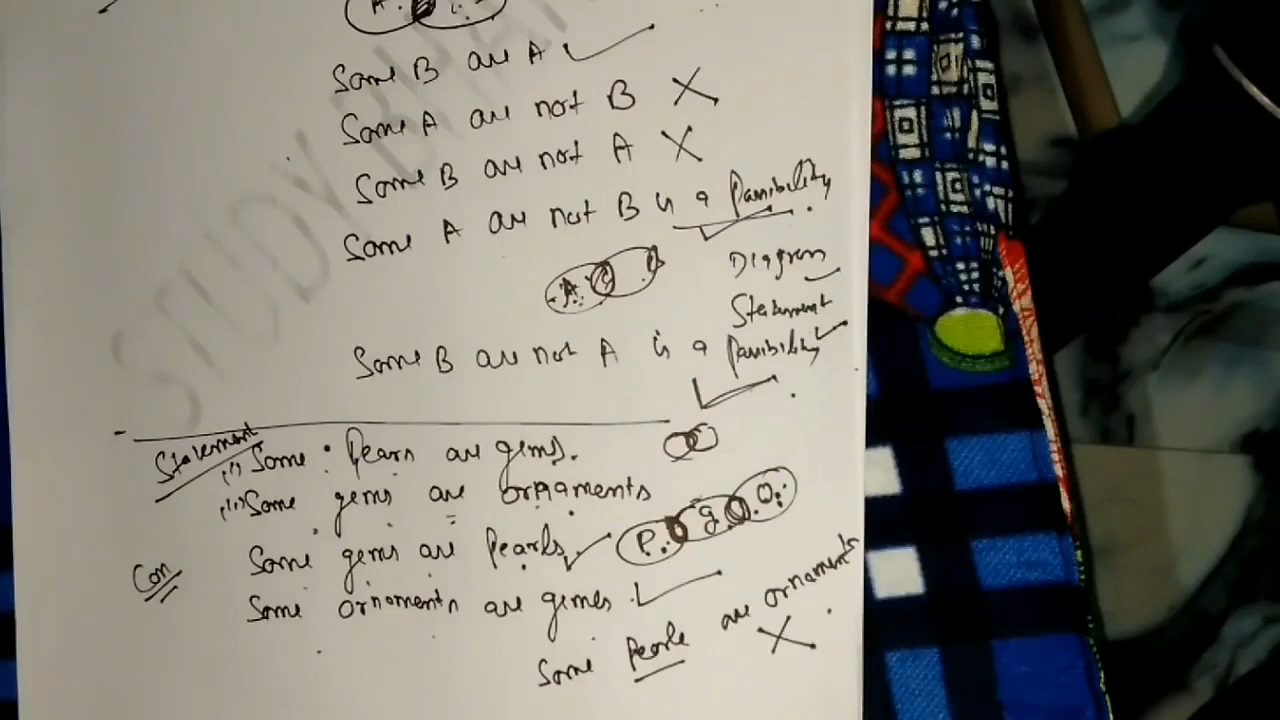 A
Some B are A
Some A are not B
Some B are not A
Some A are not B is a Possibility
Diagram
A B
Statement
Some B are not A is a Possibility
Statement
(i) Some Pearls are gems.
(ii) Some gems are ornaments
P g O
Con
Some gems are Pearls
Some ornaments are gemes
Some Pearls are ornaments
STUDY